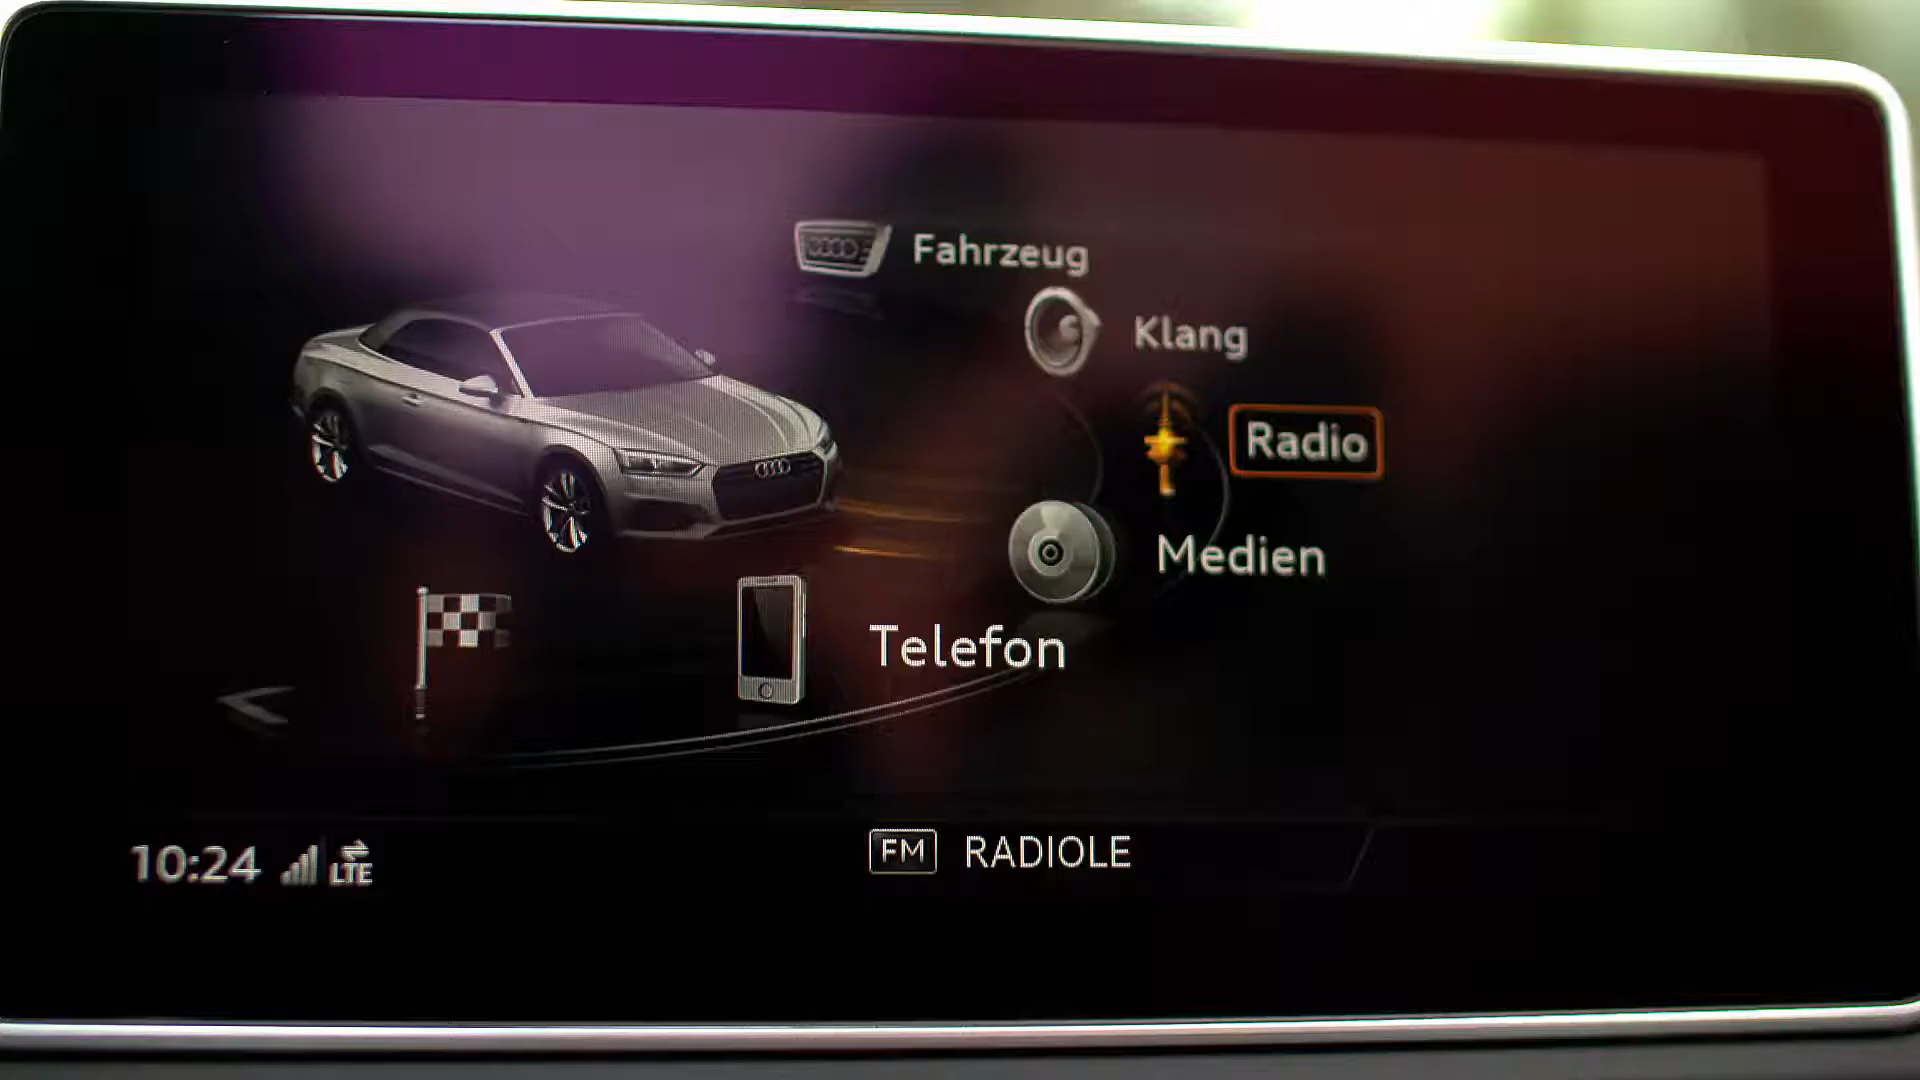 Fahrzeug
Klang
Radio
Medien
Telefon
10:24 LTE
FM RADIOLE